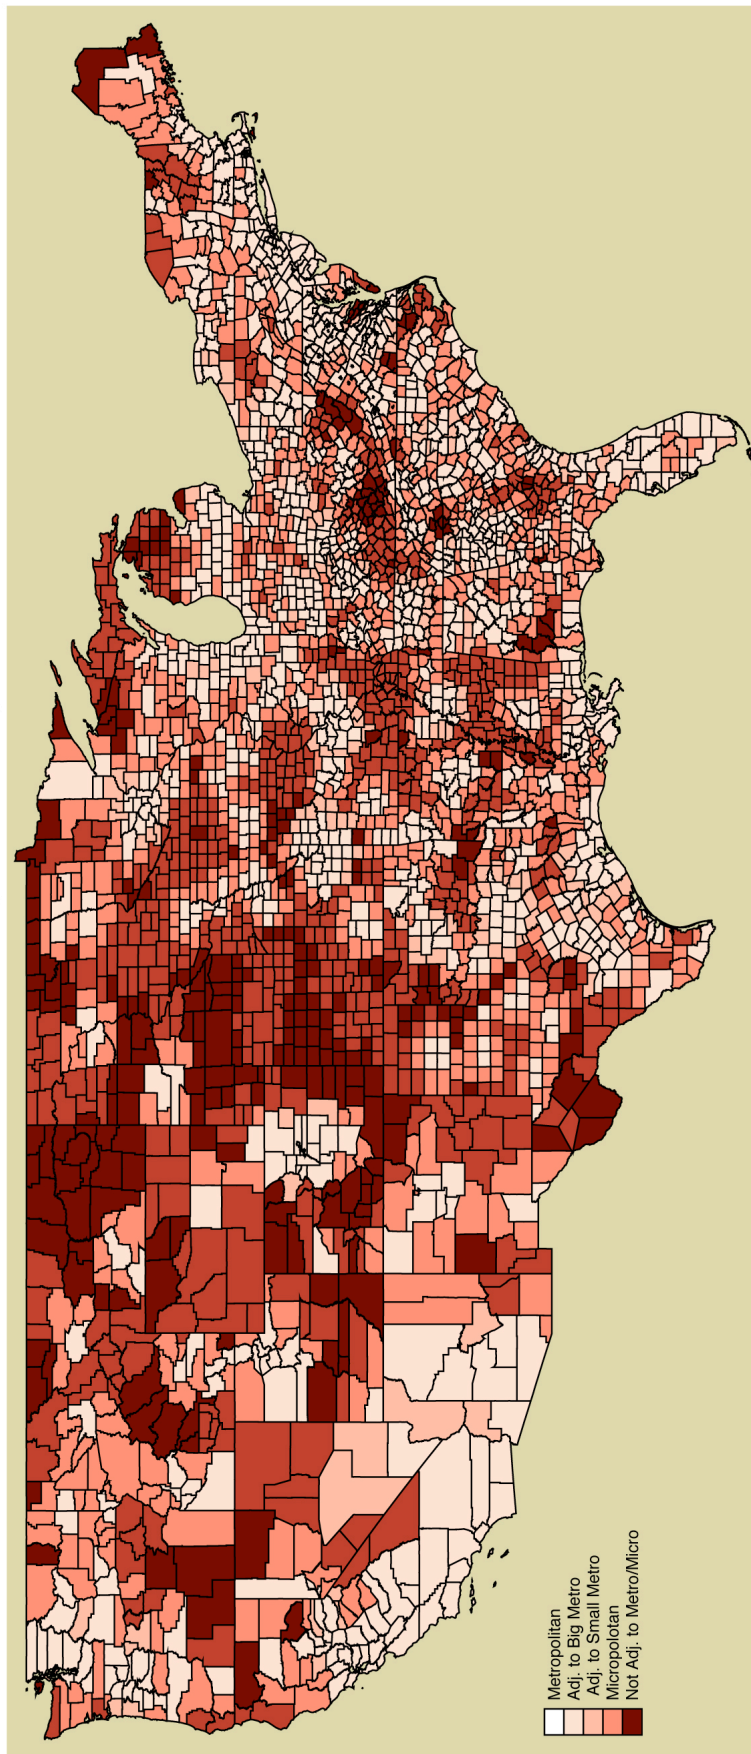 Metropolitan
Adj. to Big Metro
Adj. to Small Metro
Micropolotan
Not Adj. to Metro/Micro